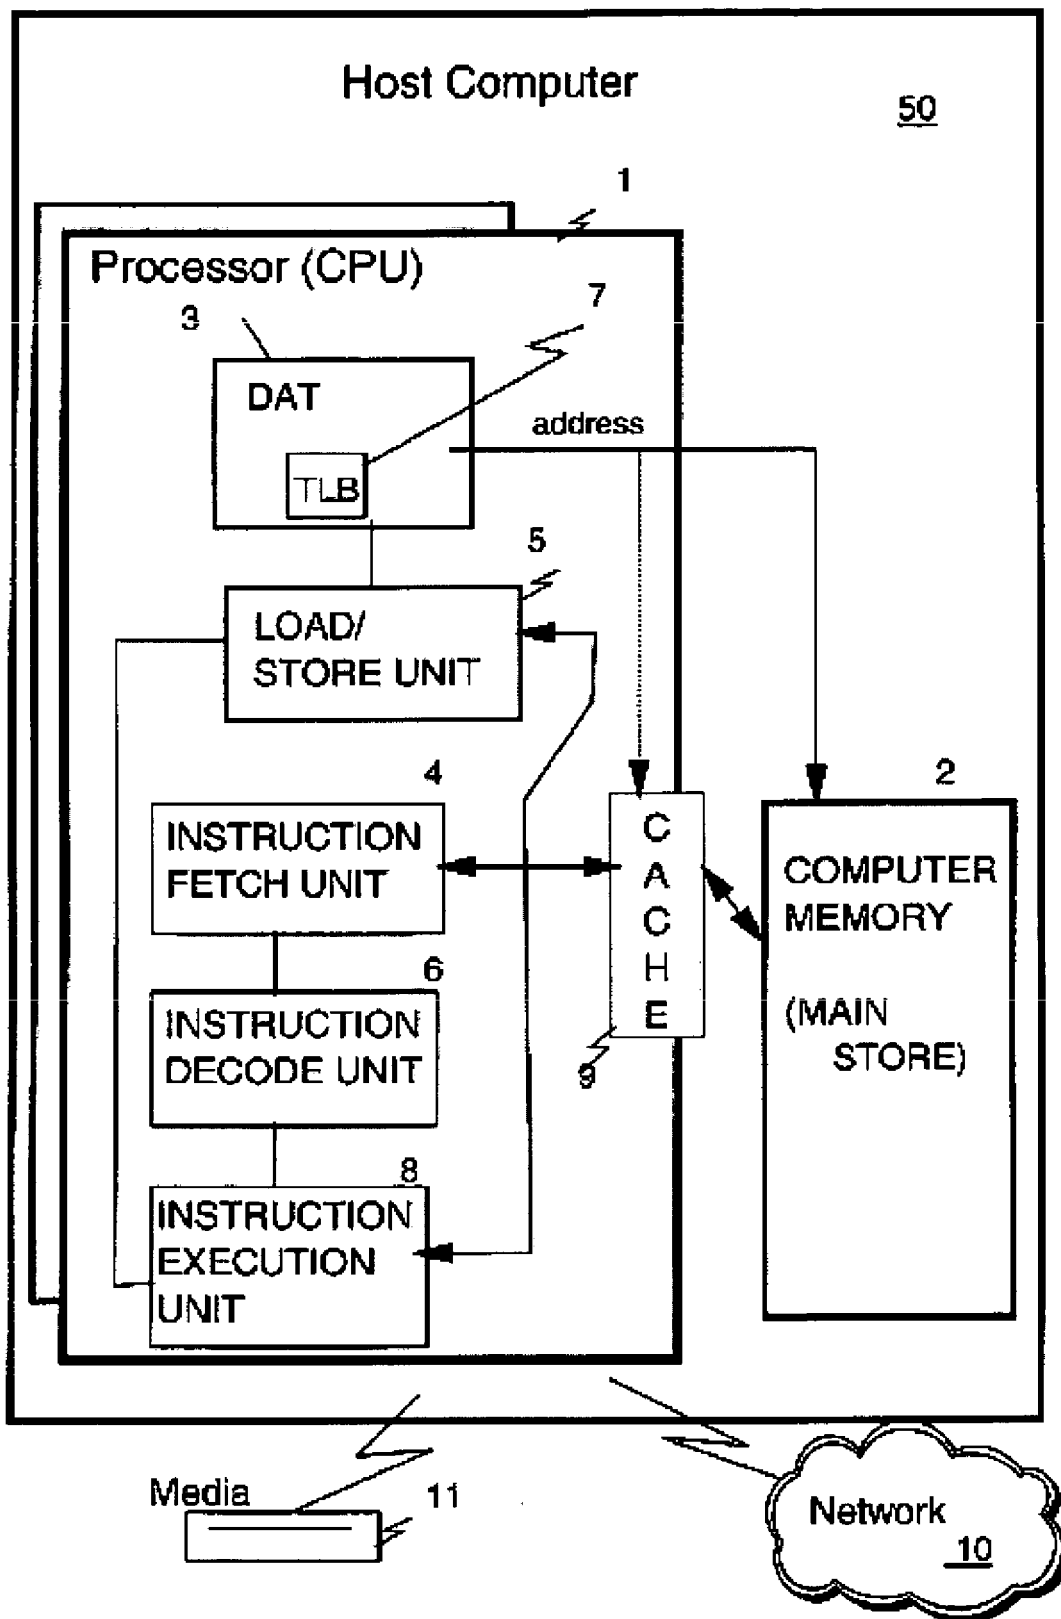 Host Computer
50
1
Processor (CPU)
7
3
DAT
address
TLB
5
LOAD/
STORE UNIT
4
2
INSTRUCTION
FETCH UNIT
C
A
C
H
E
COMPUTER
MEMORY
(MAIN
STORE)
6
INSTRUCTION
DECODE UNIT
9
8
INSTRUCTION
EXECUTION
UNIT
Media
11
Network
10